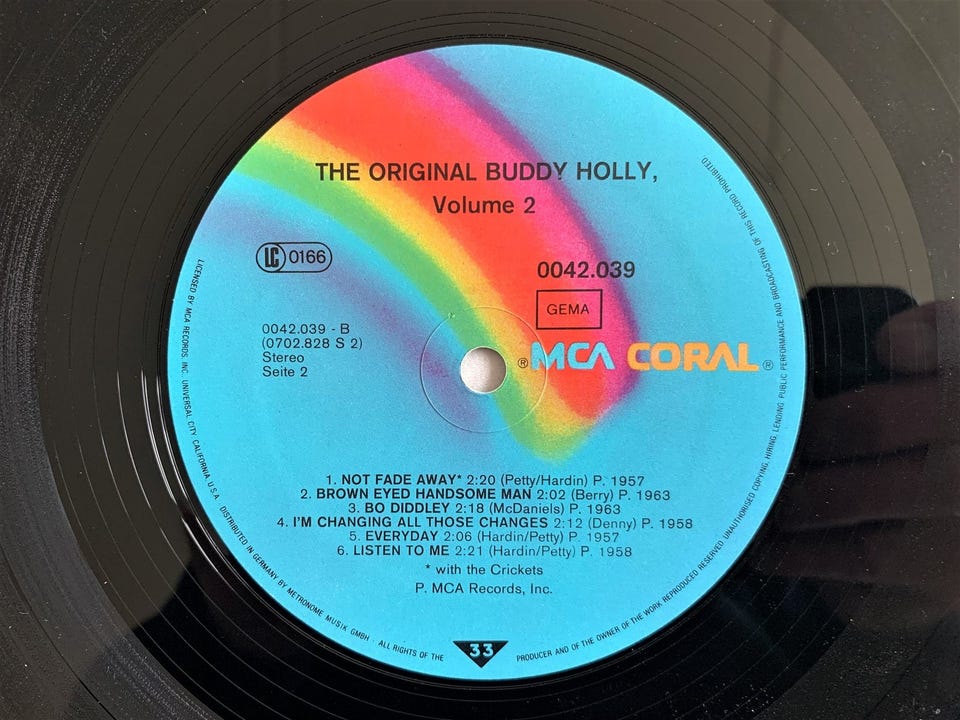 THE ORIGINAL BUDDY HOLLY,
Volume 2
LC 0166
0042.039
GEMA
0042.039 - B
(0702.828 S 2)
Stereo
Seite 2
® MCA CORAL ®
1. NOT FADE AWAY* 2:20 (Petty/Hardin) P. 1957
2. BROWN EYED HANDSOME MAN 2:02 (Berry) P. 1963
3. BO DIDDLEY 2:18 (McDaniels) P. 1963
4. I'M CHANGING ALL THOSE CHANGES 2:12 (Denny) P. 1958
5. EVERYDAY 2:06 (Hardin/Petty) P. 1957
6. LISTEN TO ME 2:21 (Hardin/Petty) P. 1958
* with the Crickets
P. MCA Records, Inc.
33
LICENSED BY MCA RECORDS, INC. UNIVERSAL CITY, CALIFORNIA, U.S.A. DISTRIBUTED IN GERMANY BY METRONOME MUSIK GMBH · ALL RIGHTS OF THE PRODUCER AND OF THE OWNER OF THE WORK REPRODUCED RESERVED. UNAUTHORISED COPYING, HIRING, LENDING, PUBLIC PERFORMANCE AND BROADCASTING OF THIS RECORD PROHIBITED